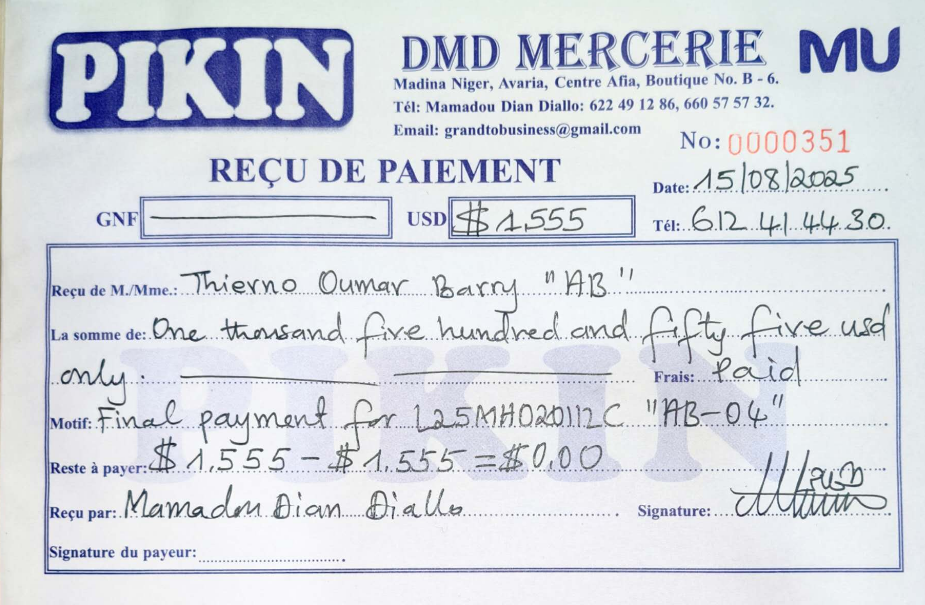 PIKIN
DMD MERCERIE
MU
Madina Niger, Avaria, Centre Afia, Boutique No. B - 6.
Tél: Mamadou Dian Diallo: 622 49 12 86, 660 57 57 32.
Email: grandtobusiness@gmail.com
No: 0000351
REÇU DE PAIEMENT
Date: 15/08/2025
GNF
USD $ 1,555
Tél: 612 41 44 30.
Reçu de M./Mme.: Thierno Oumar Barry "AB"
La somme de: One thousand five hundred and fifty five usd
only.
Frais: Paid
Motif: Final payment for L25MH020112C "AB-04"
Reste à payer: $ 1,555 - $ 1,555 = $0,00
Reçu par: Mamadou Dian Diallo
Signature:
Signature du payeur:
PIKIN